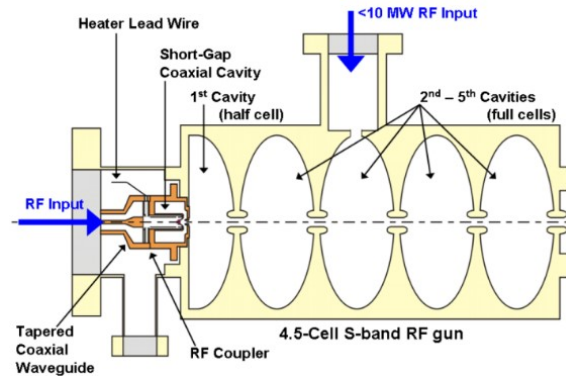 <10 MW RF Input
Heater Lead Wire
Short-Gap
Coaxial Cavity
1st Cavity
(half cell)
2nd – 5th Cavities
(full cells)
RF Input
4.5-Cell S-band RF gun
Tapered
Coaxial
Waveguide
RF Coupler